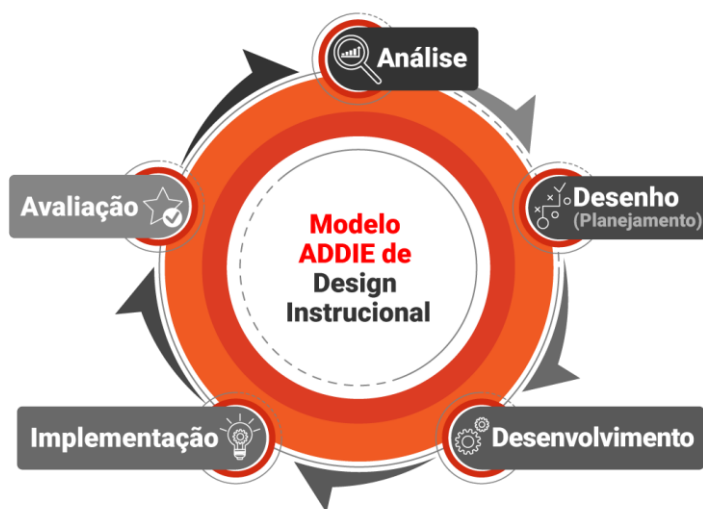 Análise
Desenho
(Planejamento)
Desenvolvimento
Implementação
Avaliação
Modelo
ADDIE de
Design
Instrucional